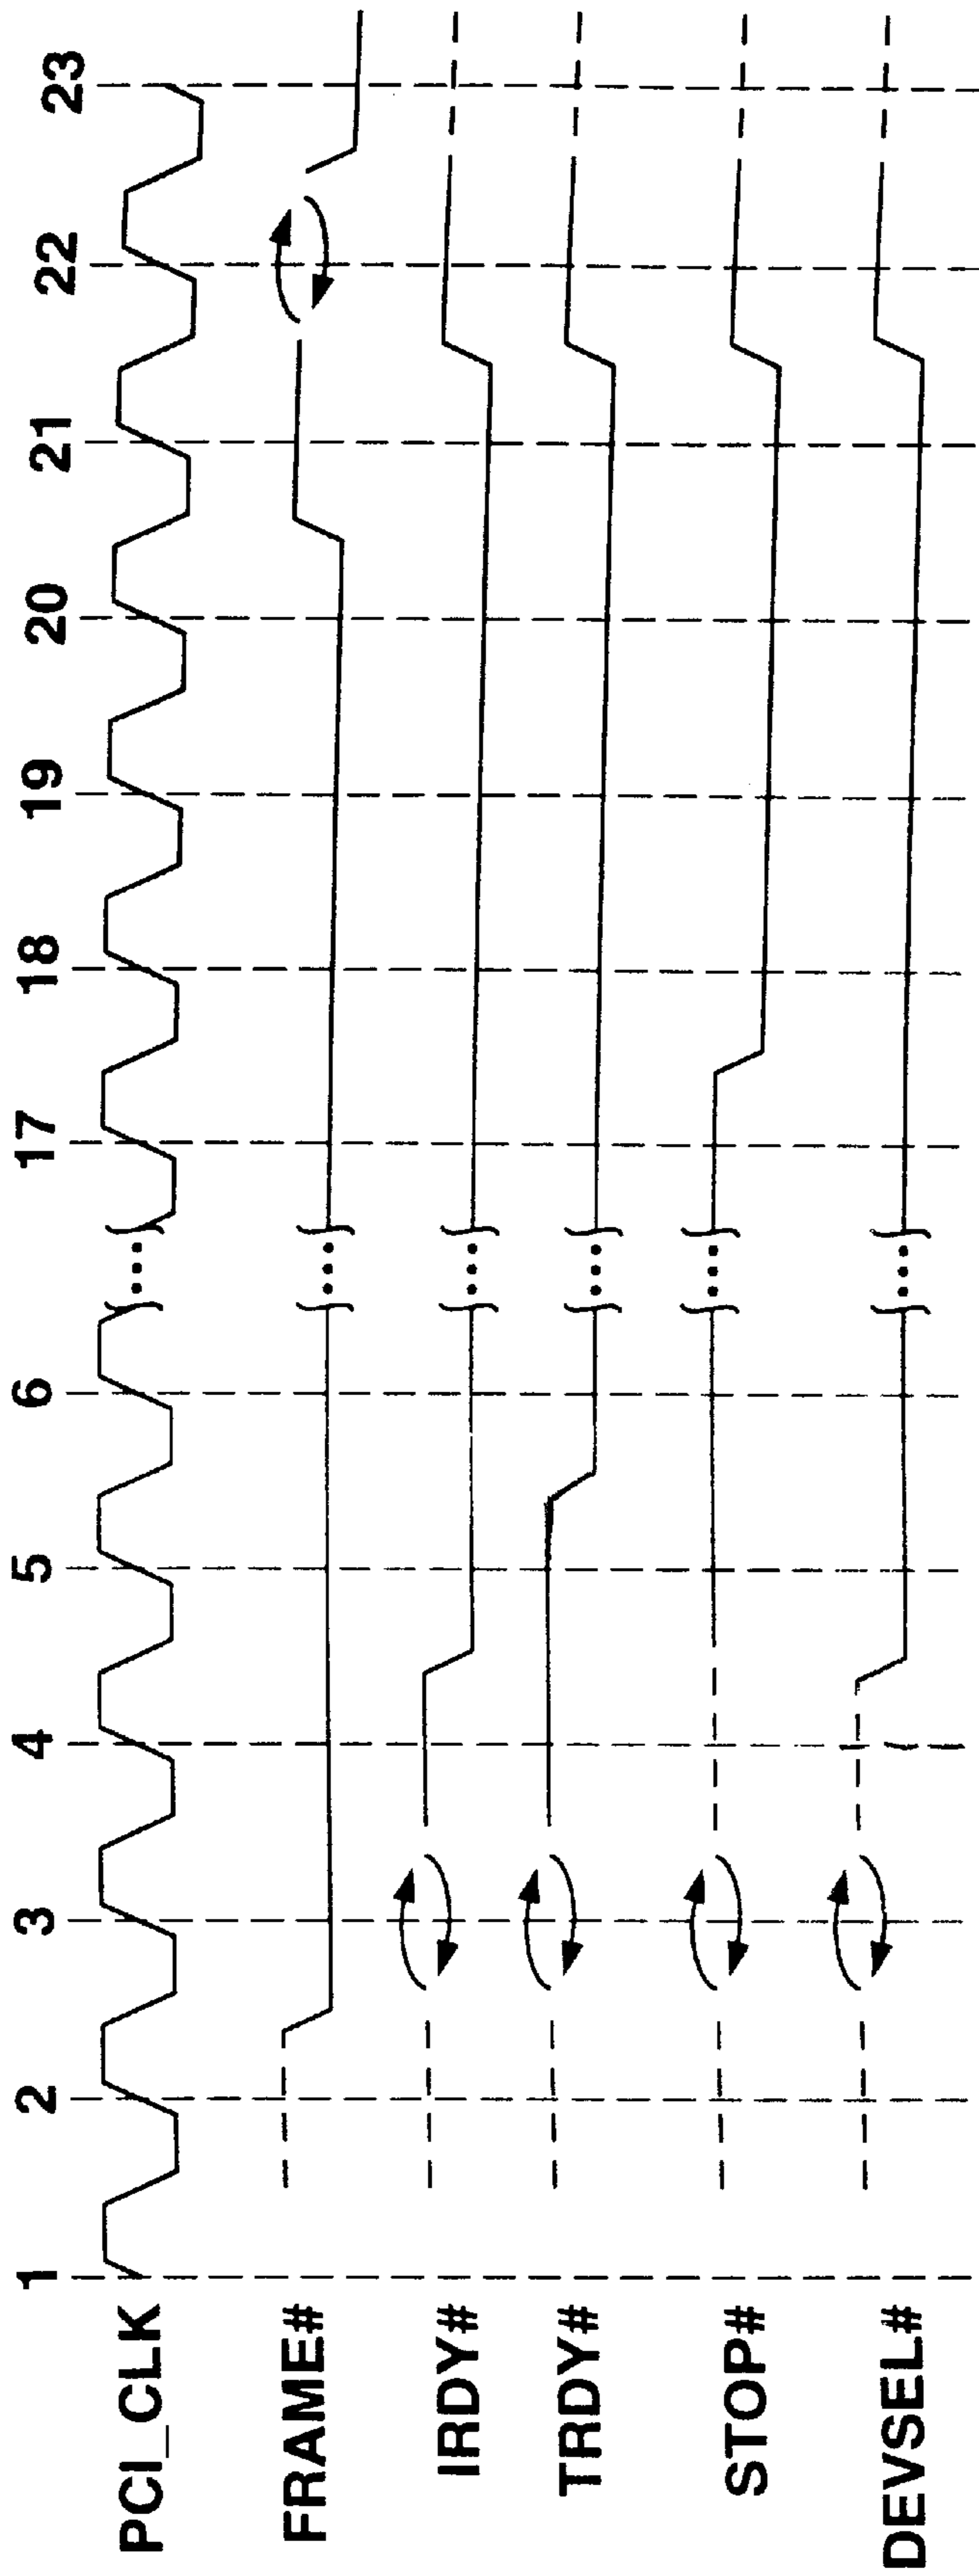 1 2 3 4 5 6 17 18 19 20 21 22 23
PCI_CLK
FRAME#
IRDY#
TRDY#
STOP#
DEVSEL#